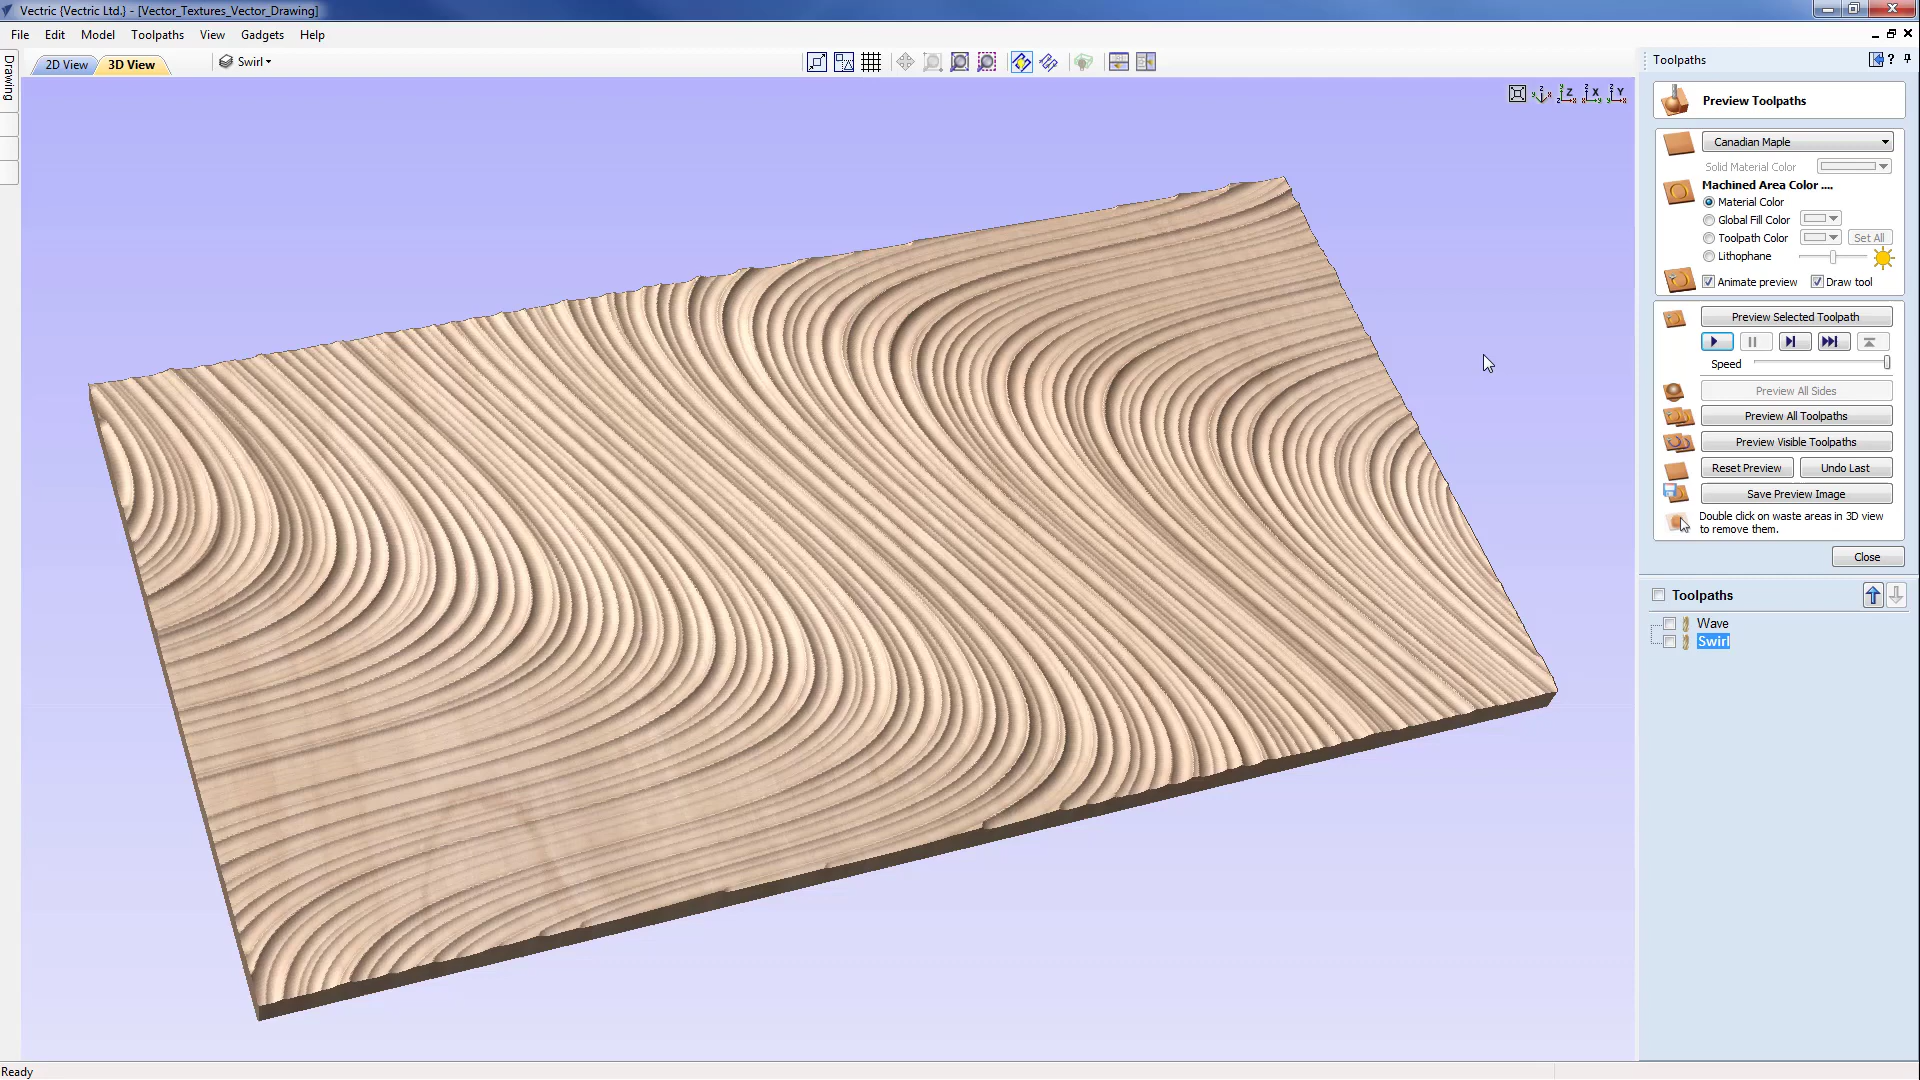 Vectric {Vectric Ltd.} - [Vector_Textures_Vector_Drawing]
File Edit Model Toolpaths View Gadgets Help
Drawing
2D View 3D View Swirl
Toolpaths
Preview Toolpaths
Canadian Maple
Solid Material Color
Machined Area Color ....
Material Color
Global Fill Color
Toolpath Color Set All
Lithophane
Animate preview Draw tool
Preview Selected Toolpath
Speed
Preview All Sides
Preview All Toolpaths
Preview Visible Toolpaths
Reset Preview Undo Last
Save Preview Image
Double click on waste areas in 3D view
to remove them.
Close
Toolpaths
Wave
Swirl
Ready